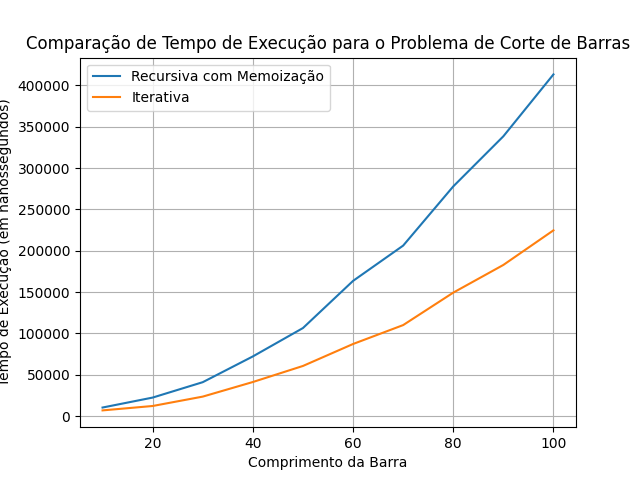 Comparação de Tempo de Execução para o Problema de Corte de Barras
Recursiva com Memoização
Iterativa
Tempo de Execução (em nanossegundos)
400000
350000
300000
250000
200000
150000
100000
50000
0
20 40 60 80 100
Comprimento da Barra